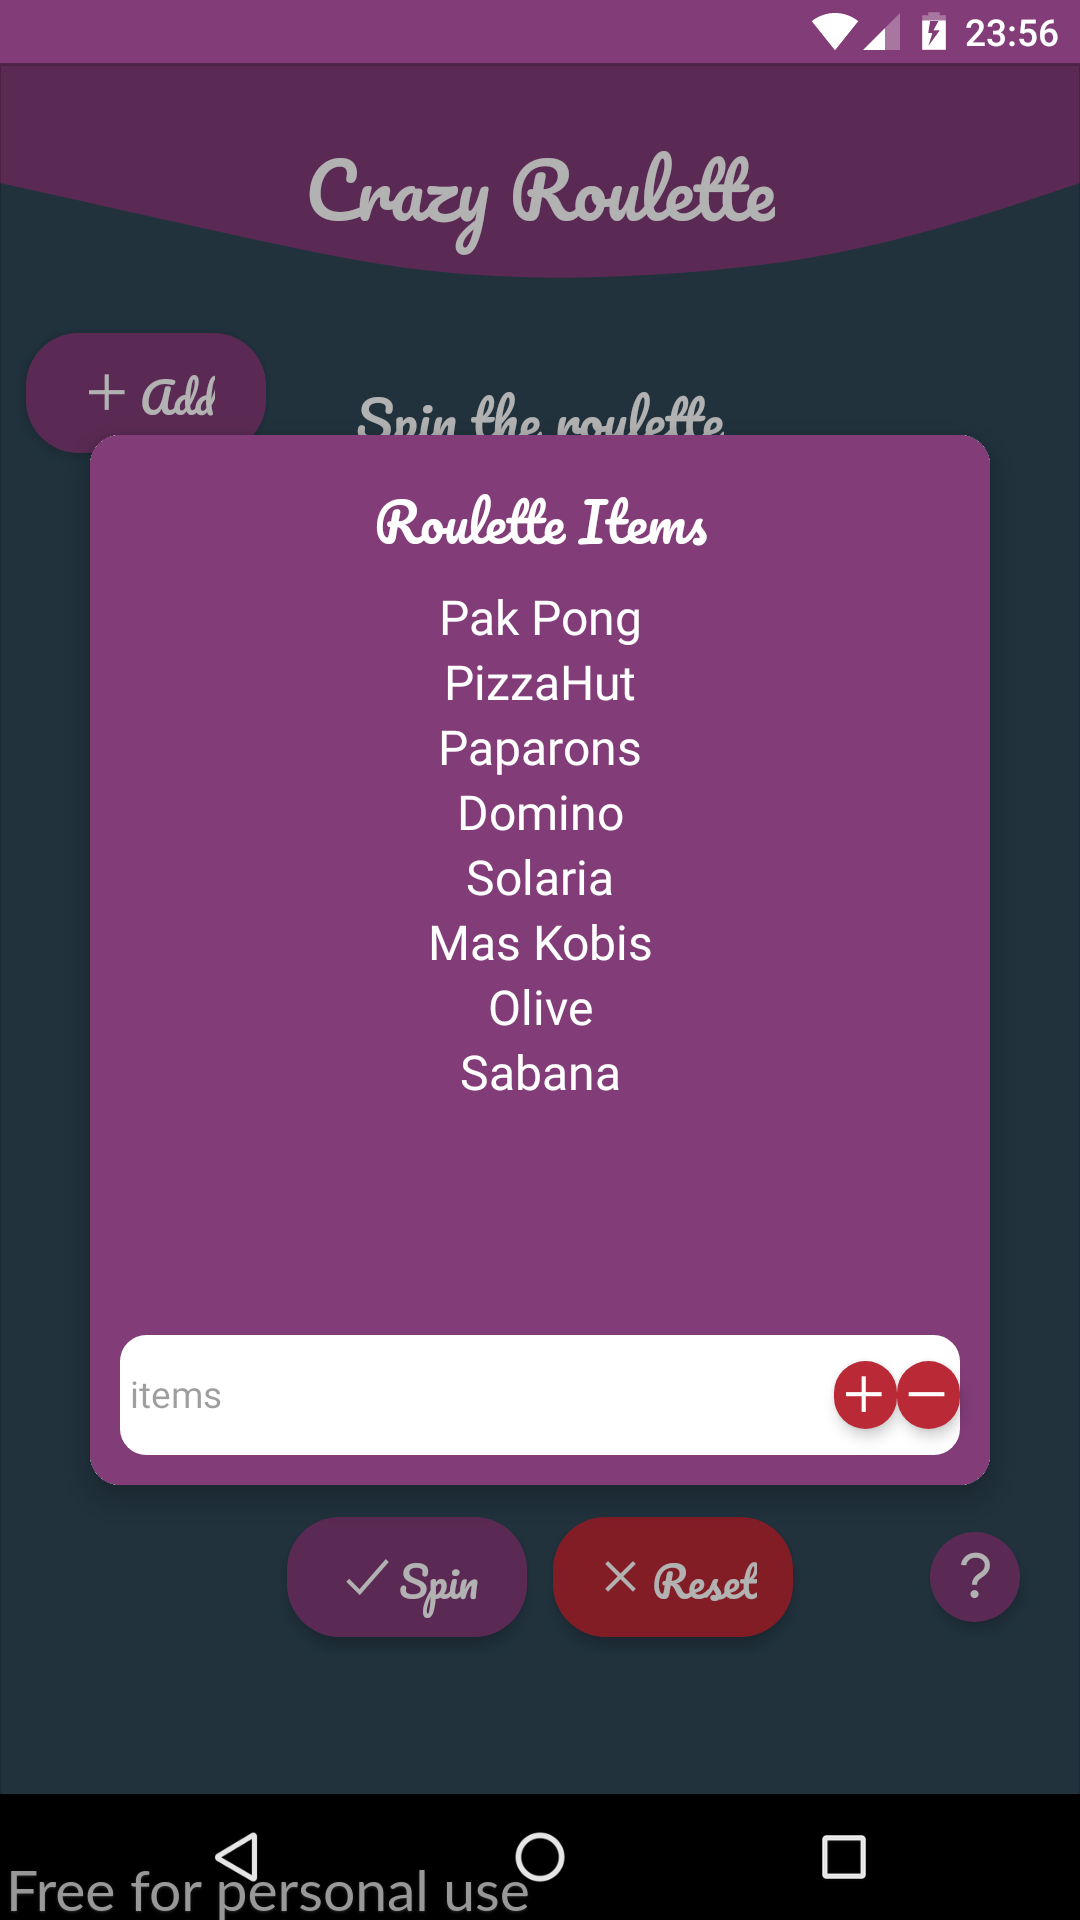 23:56
Crazy Roulette
+ Add
Spin the roulette
Roulette Items
Pak Pong
PizzaHut
Paparons
Domino
Solaria
Mas Kobis
Olive
Sabana
items
Spin
Reset
?
Free for personal use